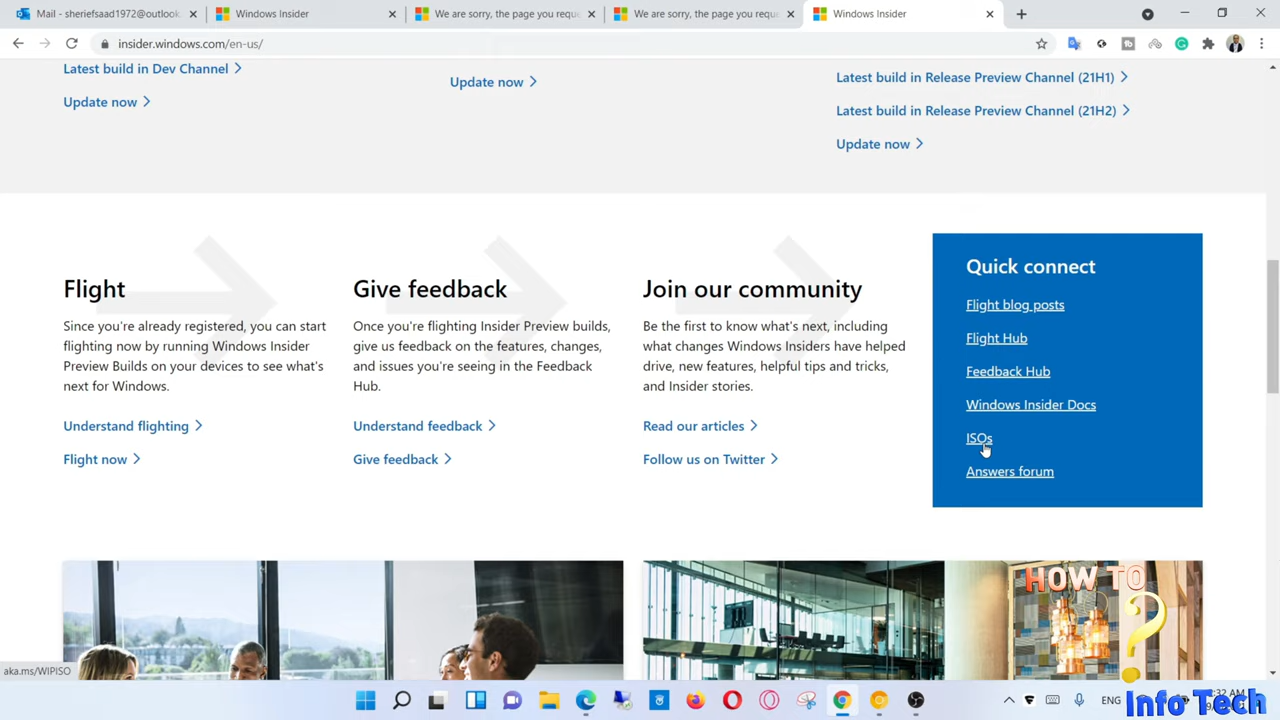 Mail - sheriefsaad1972@outlook
Windows Insider
We are sorry, the page you requ
We are sorry, the page you requ
Windows Insider
insider.windows.com/en-us/
Latest build in Dev Channel
Update now
Update now
Latest build in Release Preview Channel (21H1)
Latest build in Release Preview Channel (21H2)
Update now
Flight
Since you're already registered, you can start
flighting now by running Windows Insider
Preview Builds on your devices to see what's
next for Windows.
Understand flighting
Flight now
Give feedback
Once you're flighting Insider Preview builds,
give us feedback on the features, changes,
and issues you're seeing in the Feedback
Hub.
Understand feedback
Give feedback
Join our community
Be the first to know what's next, including
what changes Windows Insiders have helped
drive, new features, helpful tips and tricks,
and Insider stories.
Read our articles
Follow us on Twitter
Quick connect
Flight blog posts
Flight Hub
Feedback Hub
Windows Insider Docs
ISOs
Answers forum
HOW TO
?
aka.ms/WIPISO
ENG
Info Tech